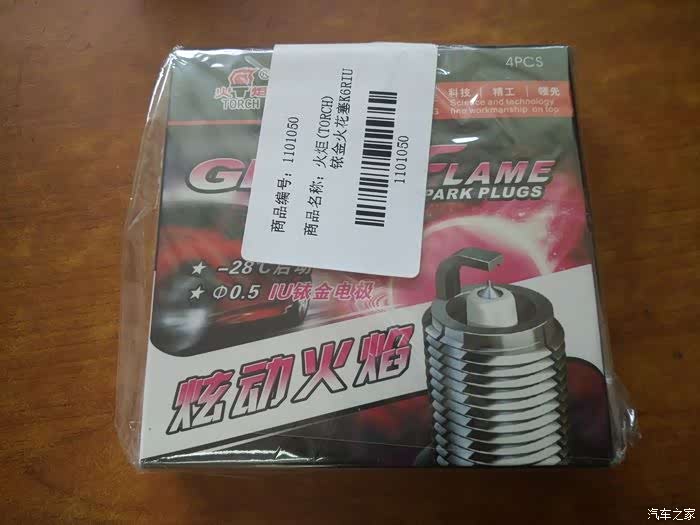 火炬
TORCH
®
4PCS
科技 | 精工 | 领先
Science and technology
fine workmanship on top
商品编号: 1101050
商品名称: 火炬(TORCH)
铱金火花塞K6RIU
1101050
FLAME
PARK PLUGS
★ -28℃启动
★ Φ0.5 IU铱金电极
炫动火焰
汽车之家